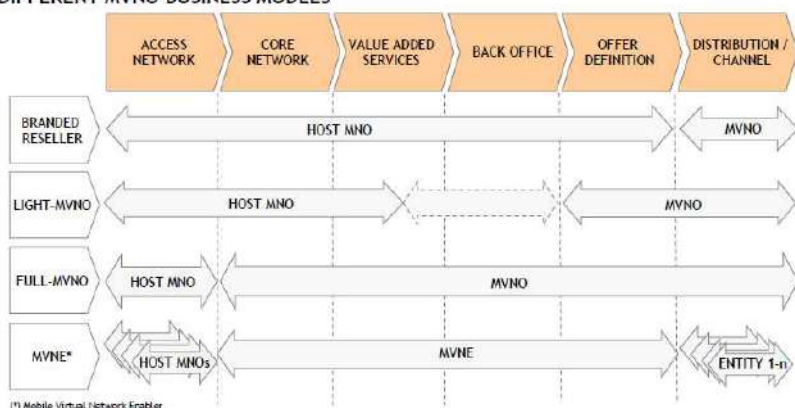 DIFFERENT MVNO BUSINESS MODELS
ACCESS
NETWORK
CORE
NETWORK
VALUE ADDED
SERVICES
BACK OFFICE
OFFER
DEFINITION
DISTRIBUTION /
CHANNEL
BRANDED
RESELLER
HOST MNO
MVNO
LIGHT-MVNO
HOST MNO
MVNO
FULL-MVNO
HOST MNO
MVNO
MVNE*
HOST MNOs
MVNE
ENTITY 1-n
(*) Mobile Virtual Network Enabler